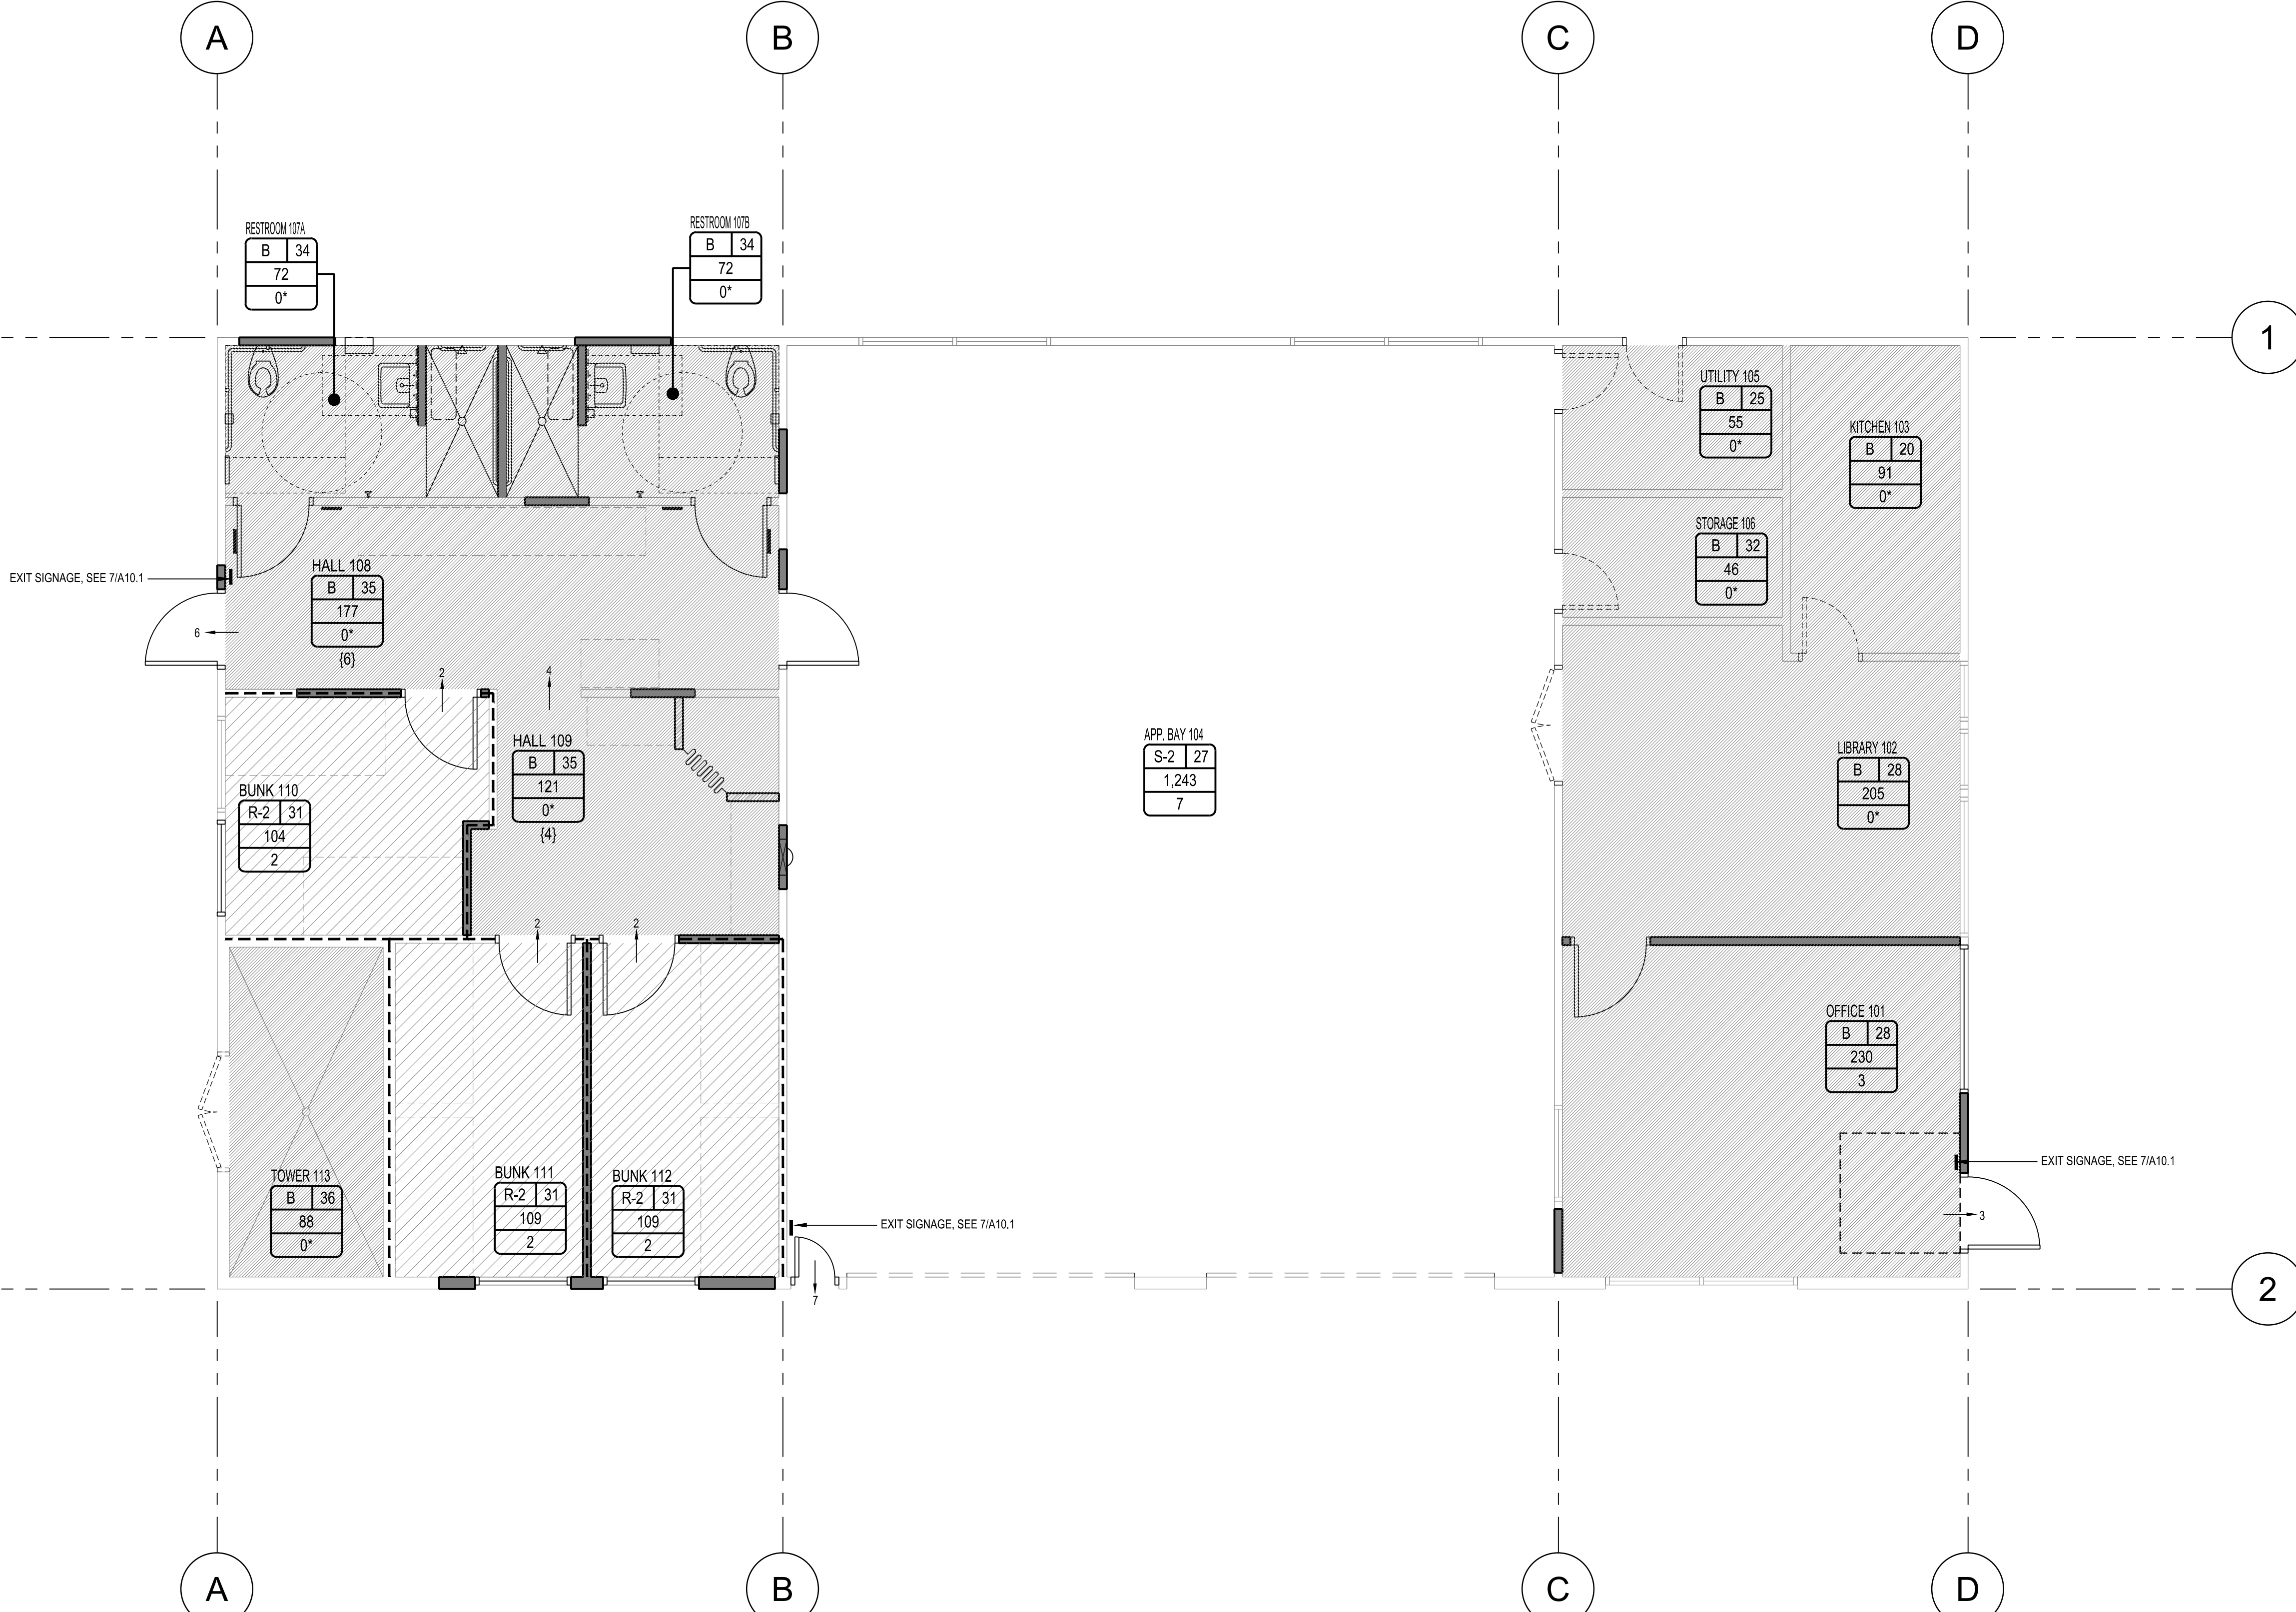 A B C D
RESTROOM 107A
B 34
72
0*
RESTROOM 107B
B 34
72
0*
1
UTILITY 105
B 25
55
0*
KITCHEN 103
B 20
91
0*
STORAGE 106
B 32
46
0*
EXIT SIGNAGE, SEE 7/A10.1
HALL 108
B 35
177
0*
{6}
6
2
4
HALL 109
B 35
121
0*
{4}
APP. BAY 104
S-2 27
1,243
7
LIBRARY 102
B 28
205
0*
BUNK 110
R-2 31
104
2
2
2
OFFICE 101
B 28
230
3
EXIT SIGNAGE, SEE 7/A10.1
3
TOWER 113
B 36
88
0*
BUNK 111
R-2 31
109
2
BUNK 112
R-2 31
109
2
EXIT SIGNAGE, SEE 7/A10.1
7
2
A B C D